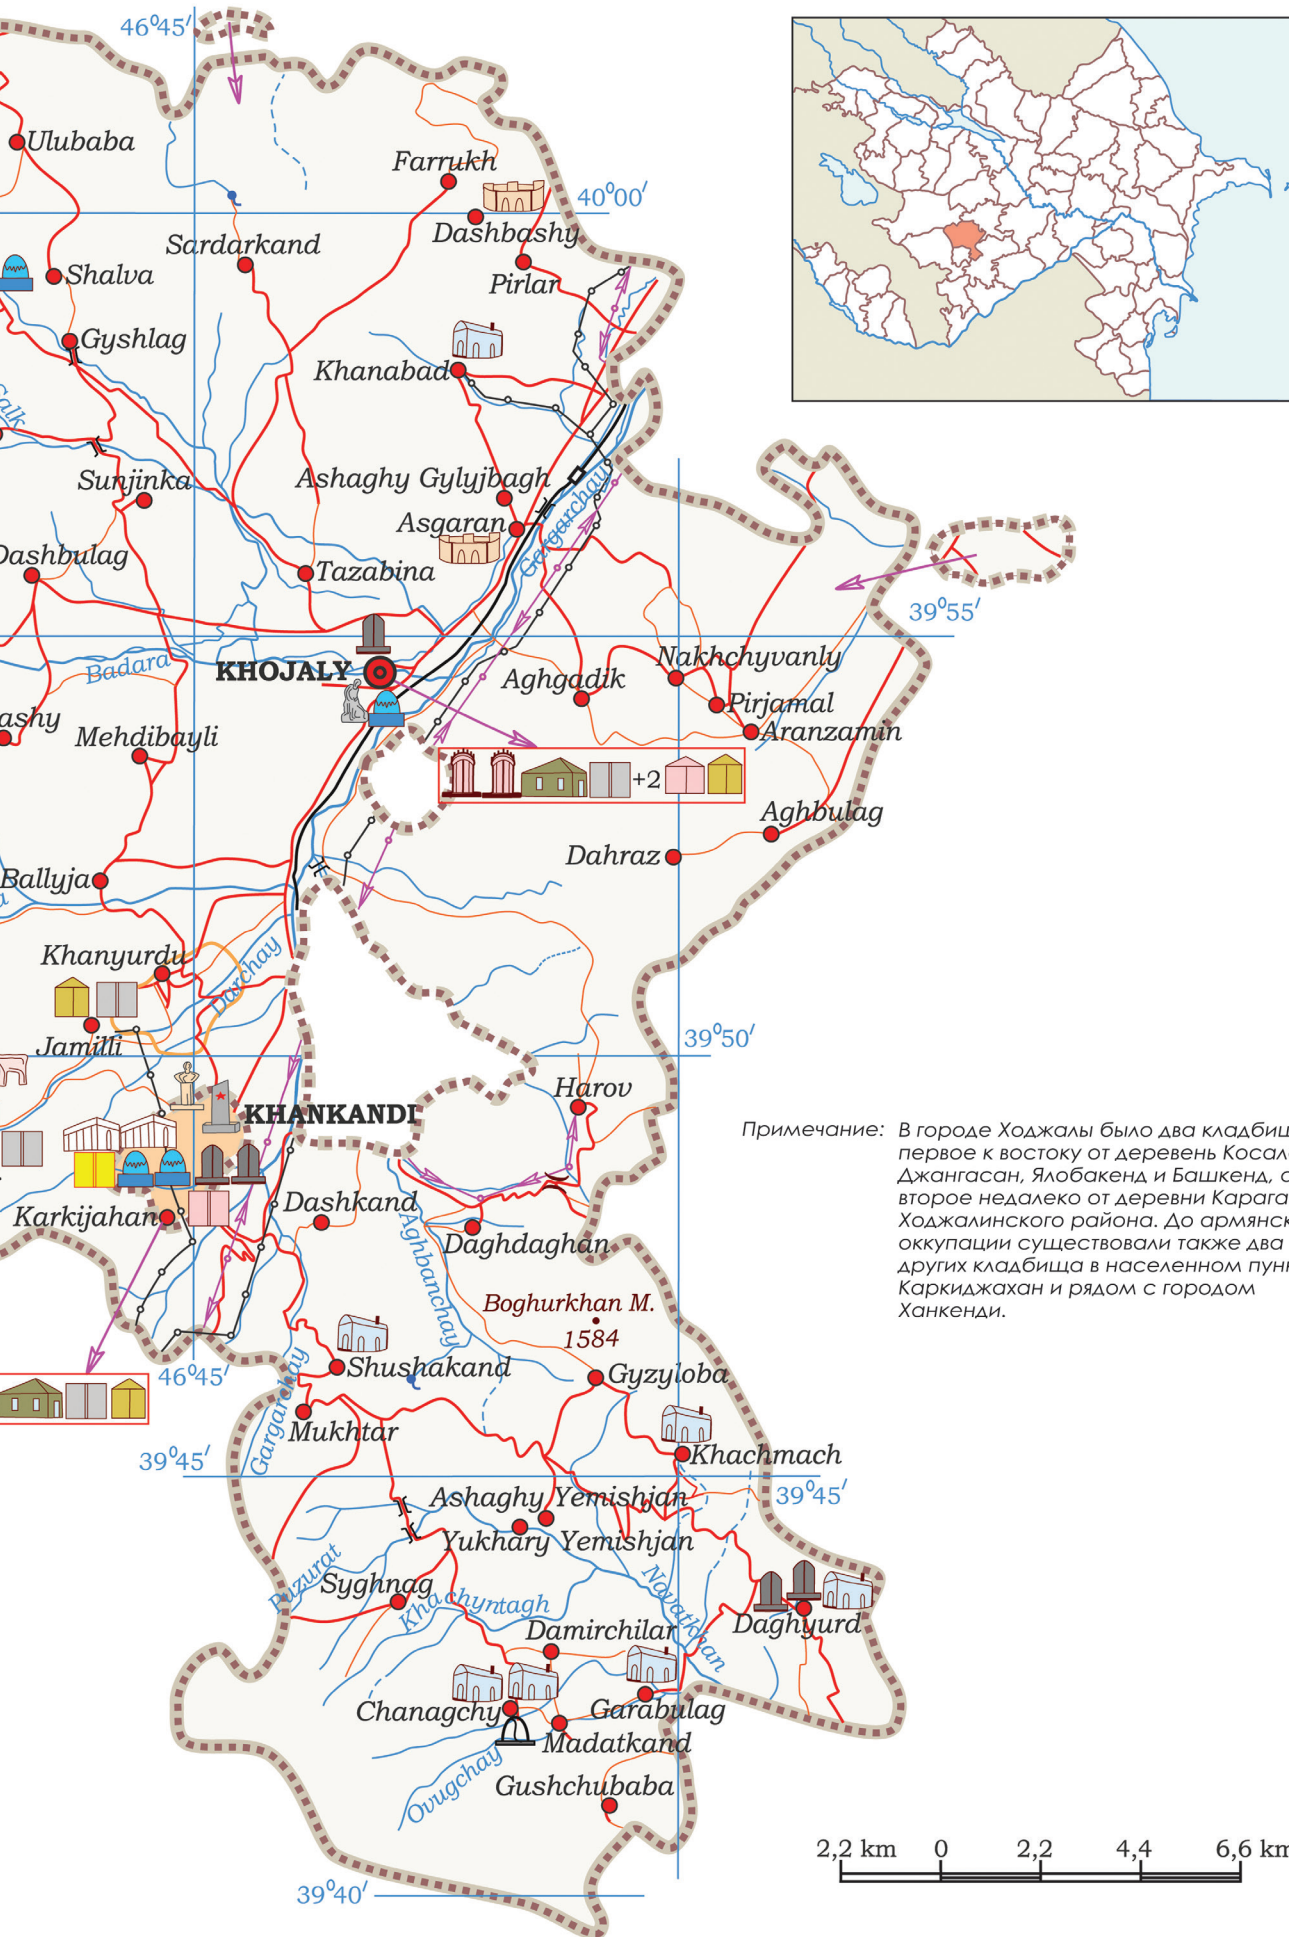 46°45′
Ulubaba
Farrukh
40°00′
Dashbashy
Sardarkand
Shalva
Pirlar
Gyshlag
Khanabad
Sunjinka
Ashaghy Gylyjbagh
Asgaran
Gargarchay
Dashbulag
Tazabina
39°55′
Badara
KHOJALY
Nakhchyvanly
Aghgadik
Pirjamal
ashy
Mehdibayli
Aranzamin
+2
Aghbulag
Dahraz
Ballyja
Khanyurdu
Darchay
39°50′
Jamilli
Harov
KHANKANDI
Примечание: В городе Ходжалы было два кладбищ
первое к востоку от деревень Косал
Джангасан, Ялобакенд и Башкенд, а
второе недалеко от деревни Карага
Ходжалинского района. До армянск
оккупации существовали также два
других кладбища в населенном пун
Каркиджахан и рядом с городом
Ханкенди.
Dashkand
Karkijahan
Aghbanchay
Daghdaghan
Boghurkhan M.
1584
46°45′
Shushakand
Gyzyloba
Gargarchay
Mukhtar
39°45′
Khachmach
39°45′
Ashaghy Yemishjan
Yukhary Yemishjan
Puzurat
Syghnag
Khachyntagh
Navatkhan
Daghyurd
Damirchilar
Chanagchy
Garabulag
Madatkand
Ovugchay
Gushchubaba
2,2 km 0 2,2 4,4 6,6 km
39°40′